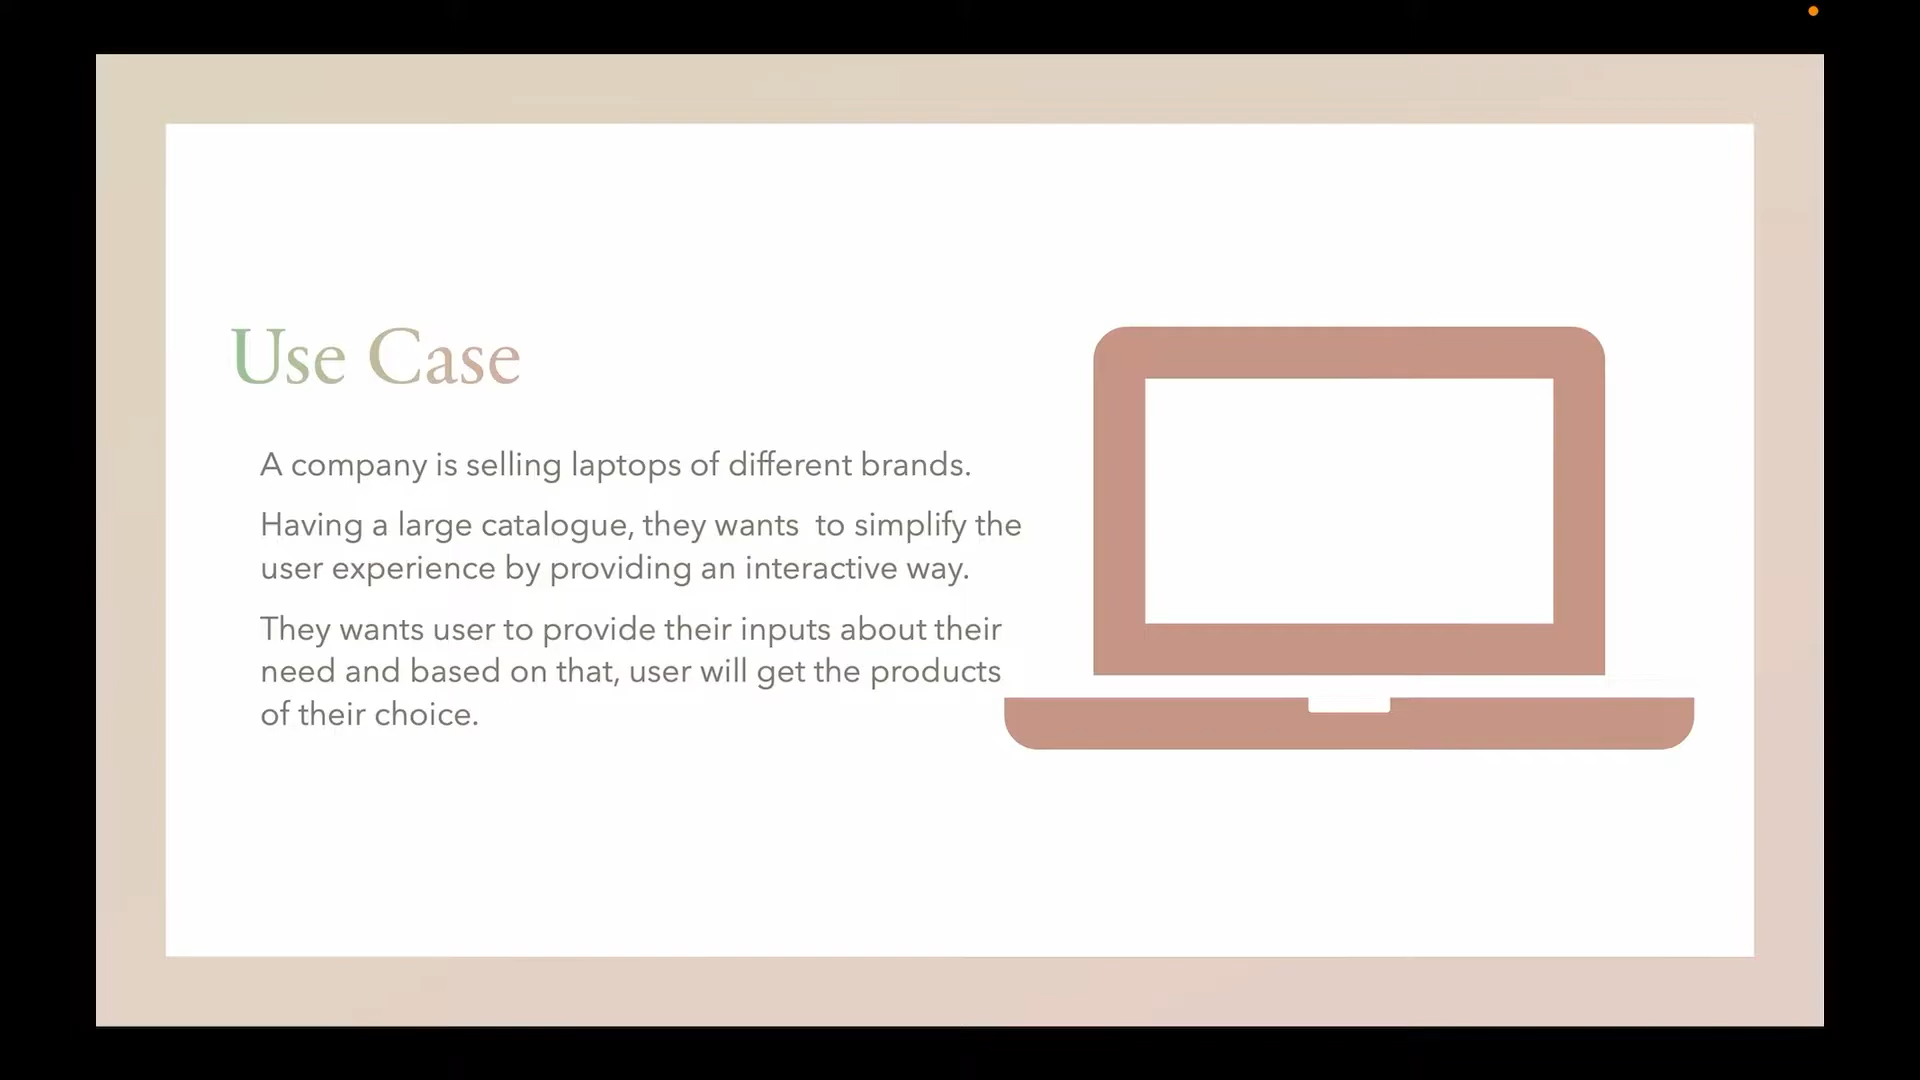 Use Case
A company is selling laptops of different brands.
Having a large catalogue, they wants  to simplify the
user experience by providing an interactive way.
They wants user to provide their inputs about their
need and based on that, user will get the products
of their choice.